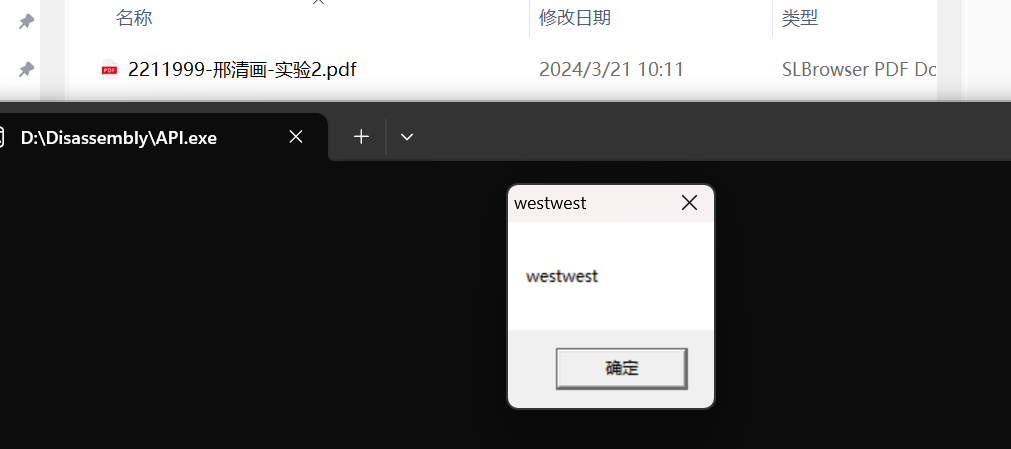 名称 修改日期 类型
2211999-邢清画-实验2.pdf 2024/3/21 10:11 SLBrowser PDF Do
D:\Disassembly\API.exe
westwest
westwest
确定